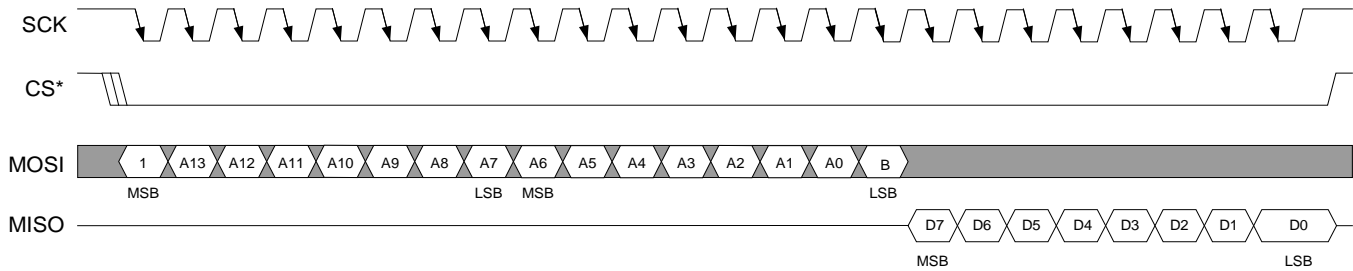 SCK
CS*
MOSI 1 A13 A12 A11 A10 A9 A8 A7 A6 A5 A4 A3 A2 A1 A0 B
MSB LSB MSB LSB
MISO D7 D6 D5 D4 D3 D2 D1 D0
MSB LSB